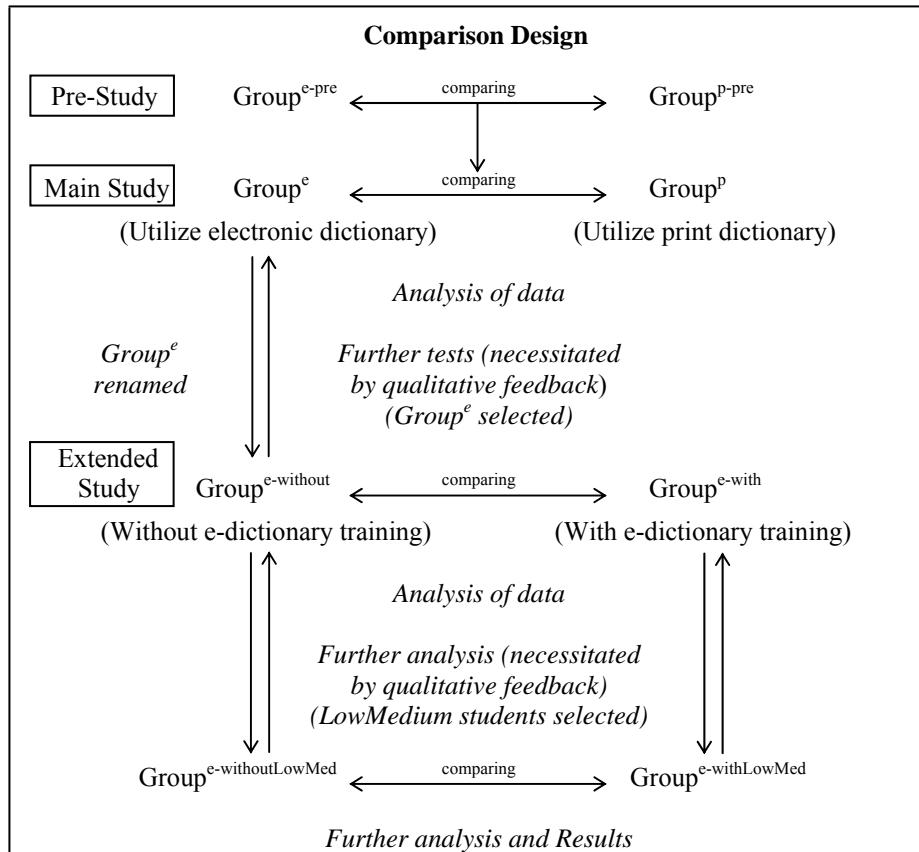 Comparison Design
Pre-Study Group^e-pre comparing Group^p-pre
Main Study Group^e comparing Group^p
(Utilize electronic dictionary) (Utilize print dictionary)
Analysis of data
Group^e
renamed
Further tests (necessitated
by qualitative feedback)
(Group^e selected)
Extended
Study
Group^e-without comparing Group^e-with
(Without e-dictionary training) (With e-dictionary training)
Analysis of data
Further analysis (necessitated
by qualitative feedback)
(LowMedium students selected)
Group^e-withoutLowMed comparing Group^e-withLowMed
Further analysis and Results